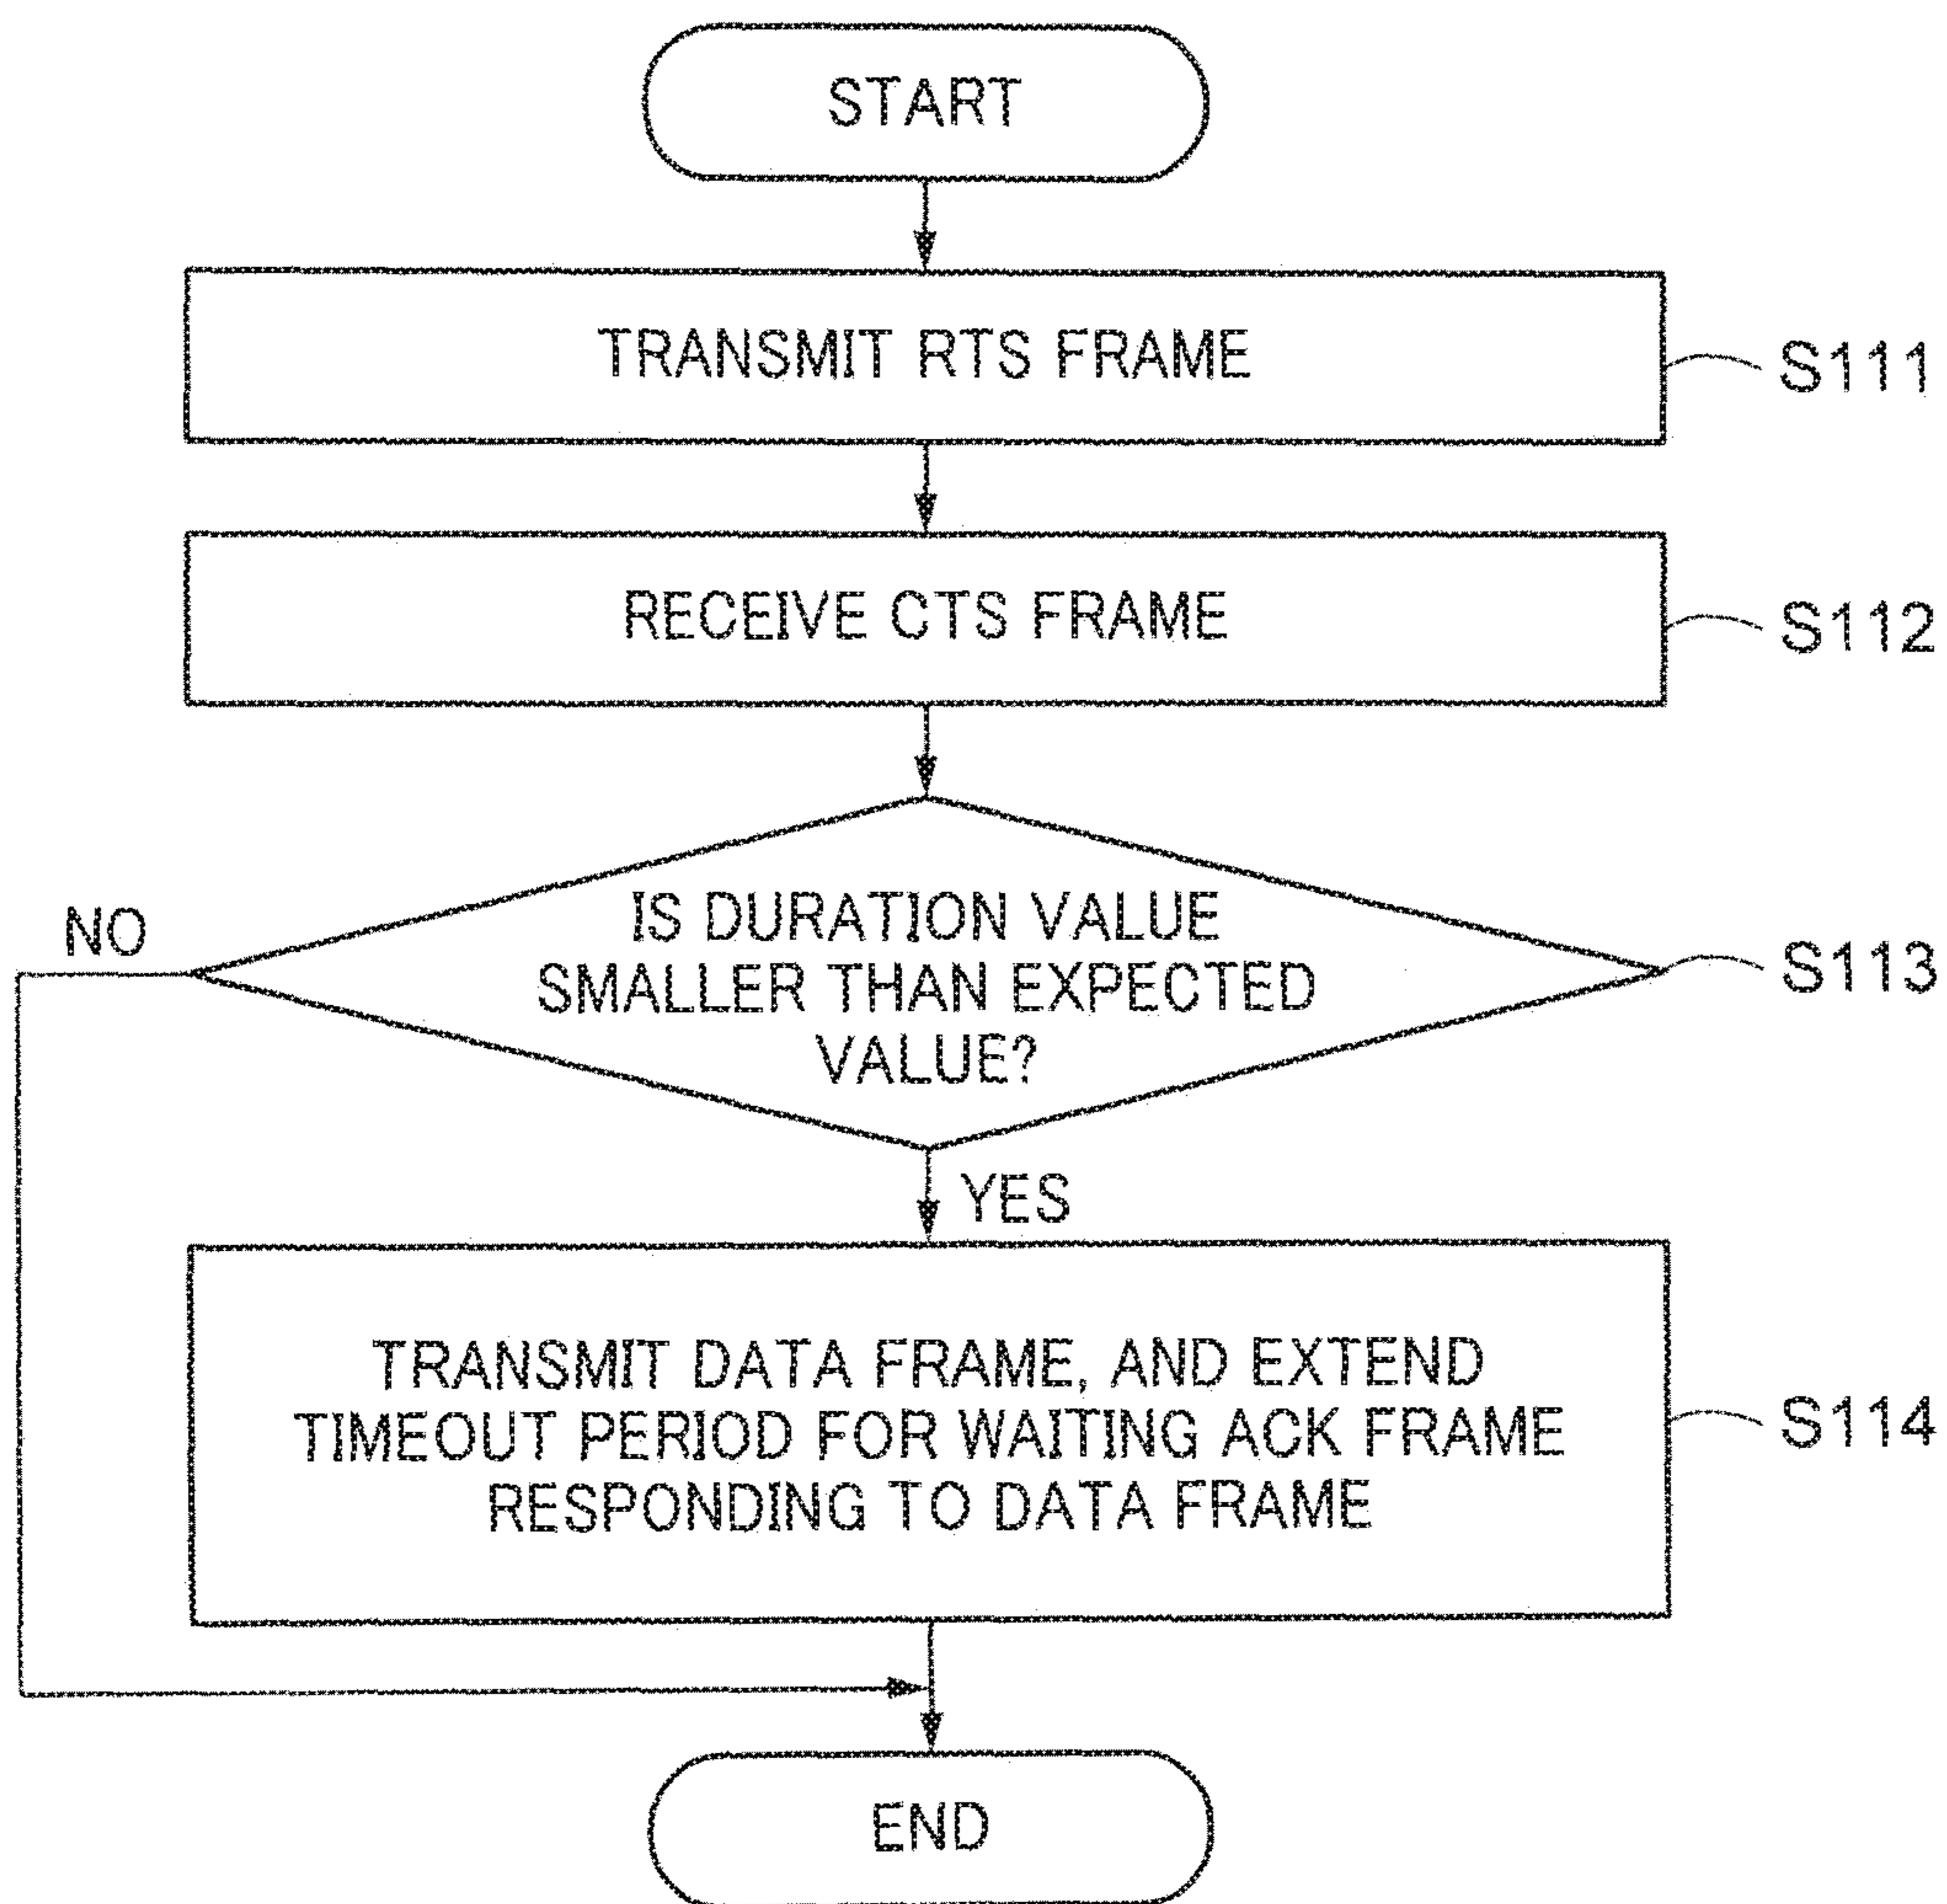 START
TRANSMIT RTS FRAME
S111
RECEIVE CTS FRAME
S112
NO
IS DURATION VALUE
SMALLER THAN EXPECTED
VALUE?
S113
YES
TRANSMIT DATA FRAME, AND EXTEND
TIMEOUT PERIOD FOR WAITING ACK FRAME
RESPONDING TO DATA FRAME
S114
END